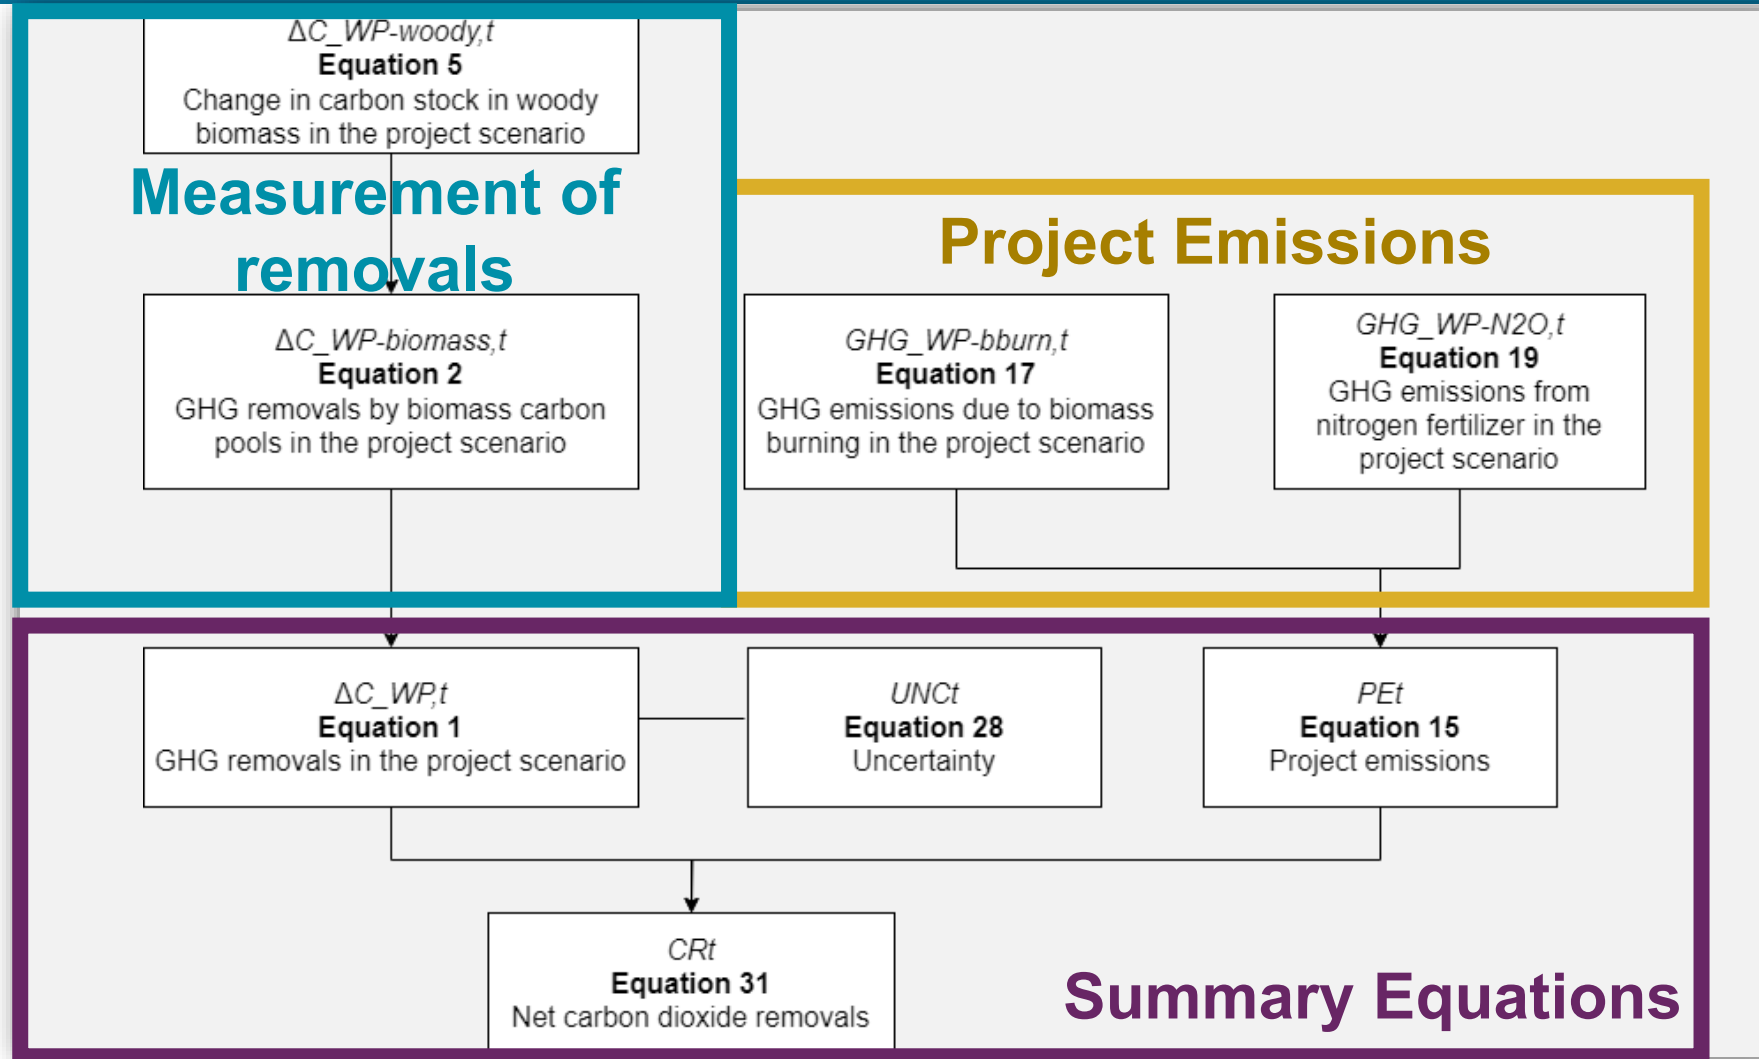 ΔC_WP-woody,t
Equation 5
Change in carbon stock in woody
biomass in the project scenario
Measurement of
removals
ΔC_WP-biomass,t
Equation 2
GHG removals by biomass carbon
pools in the project scenario
Project Emissions
GHG_WP-bburn,t
Equation 17
GHG emissions due to biomass
burning in the project scenario
GHG_WP-N2O,t
Equation 19
GHG emissions from
nitrogen fertilizer in the
project scenario
ΔC_WP,t
Equation 1
GHG removals in the project scenario
UNCt
Equation 28
Uncertainty
PEt
Equation 15
Project emissions
CRt
Equation 31
Net carbon dioxide removals
Summary Equations